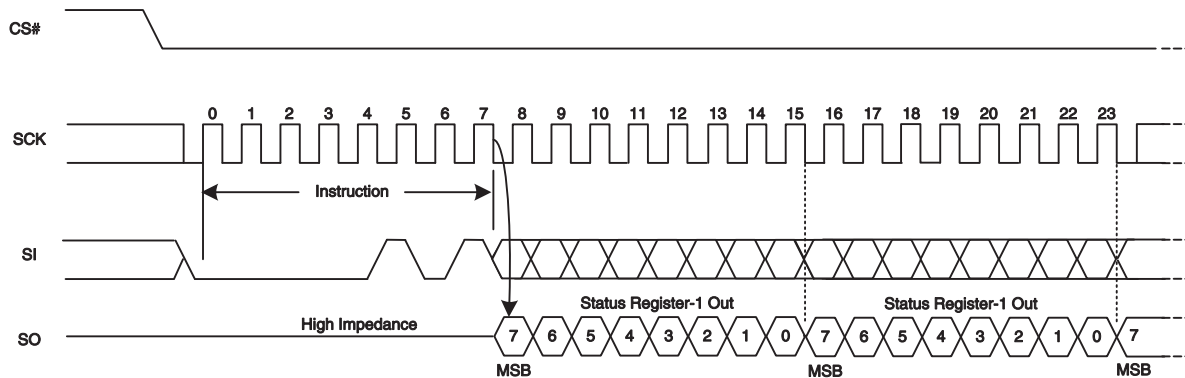 CS#
0 1 2 3 4 5 6 7 8 9 10 11 12 13 14 15 16 17 18 19 20 21 22 23
SCK
Instruction
SI
Status Register-1 Out Status Register-1 Out
High Impedance
SO
7 6 5 4 3 2 1 0 7 6 5 4 3 2 1 0 7
MSB MSB MSB